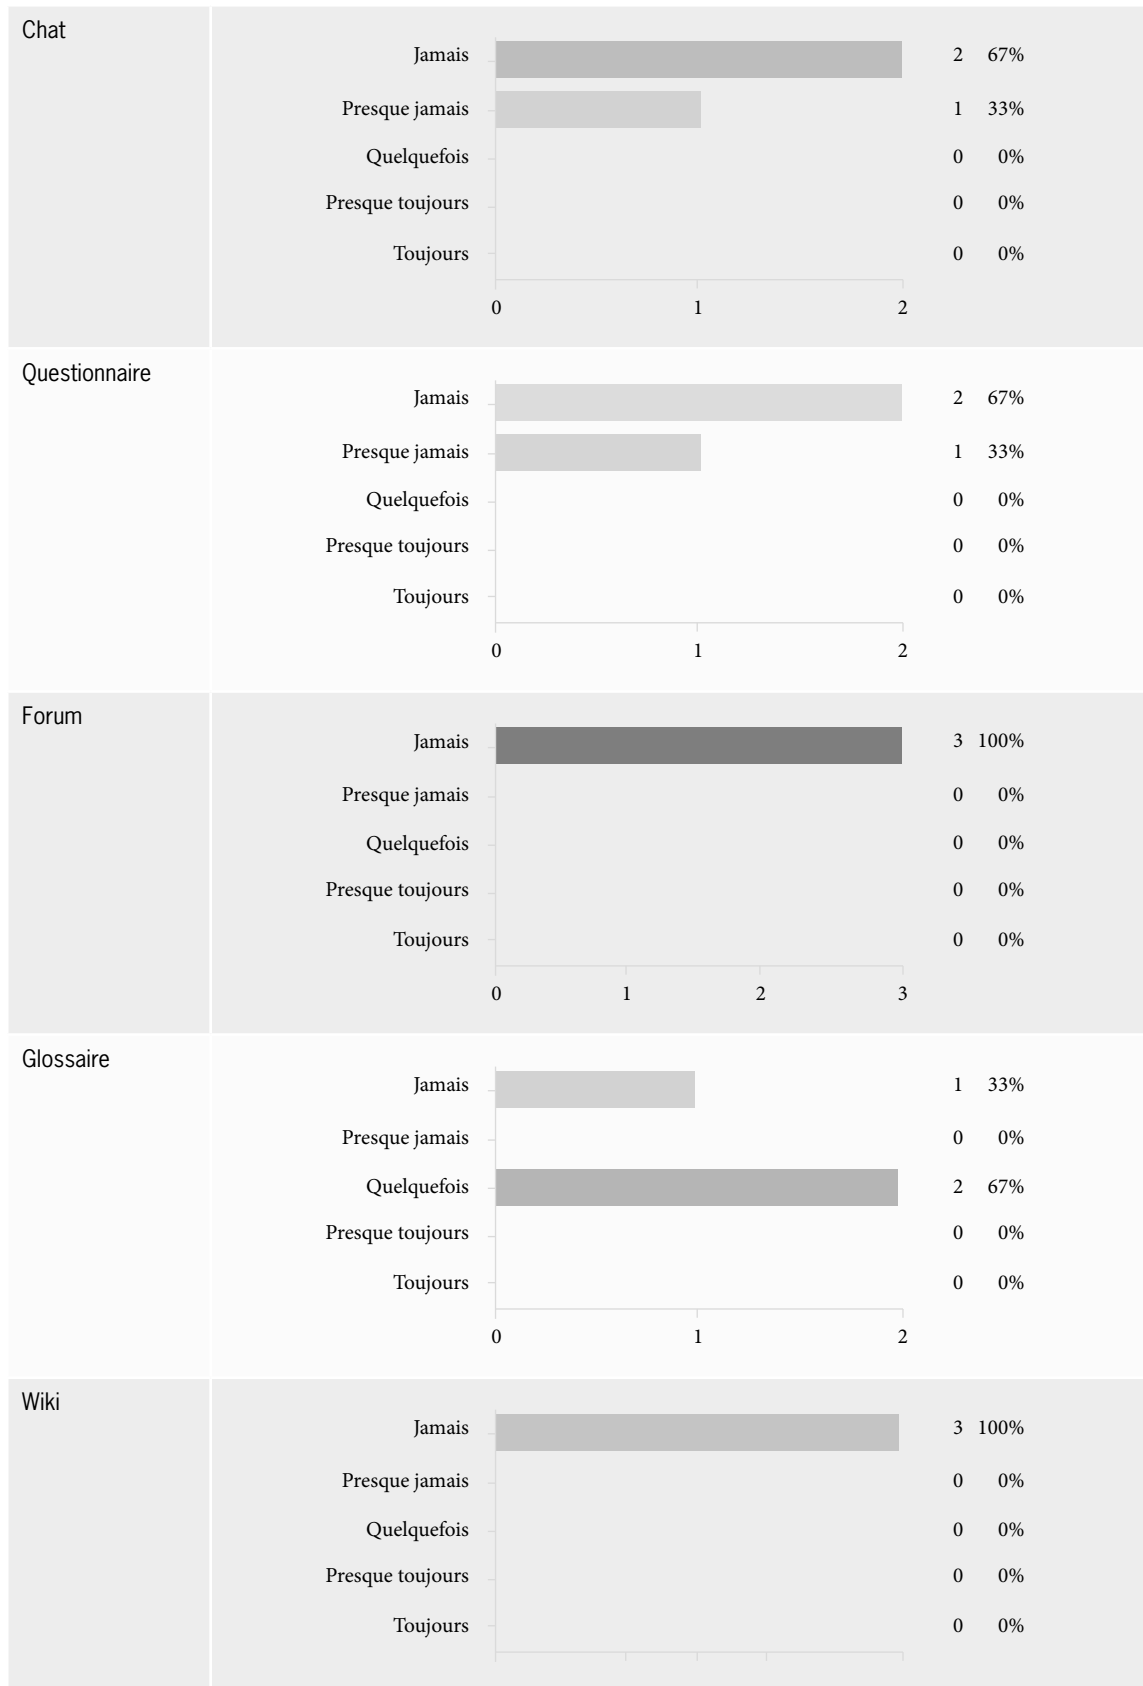 Chat
Jamais 2 67%
Presque jamais 1 33%
Quelquefois 0 0%
Presque toujours 0 0%
Toujours 0 0%
0 1 2
Questionnaire
Jamais 2 67%
Presque jamais 1 33%
Quelquefois 0 0%
Presque toujours 0 0%
Toujours 0 0%
0 1 2
Forum
Jamais 3 100%
Presque jamais 0 0%
Quelquefois 0 0%
Presque toujours 0 0%
Toujours 0 0%
0 1 2 3
Glossaire
Jamais 1 33%
Presque jamais 0 0%
Quelquefois 2 67%
Presque toujours 0 0%
Toujours 0 0%
0 1 2
Wiki
Jamais 3 100%
Presque jamais 0 0%
Quelquefois 0 0%
Presque toujours 0 0%
Toujours 0 0%